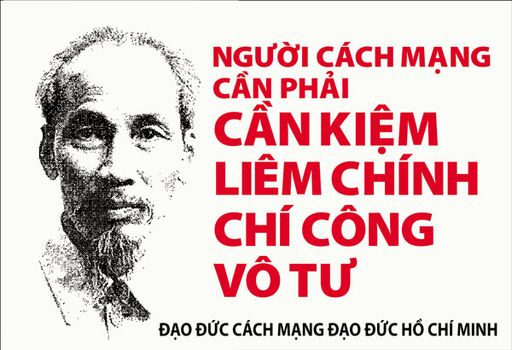 NGƯỜI CÁCH MẠNG
CẦN PHẢI
CẦN KIỆM
LIÊM CHÍNH
CHÍ CÔNG
VÔ TƯ
ĐẠO ĐỨC CÁCH MẠNG ĐẠO ĐỨC HỒ CHÍ MINH